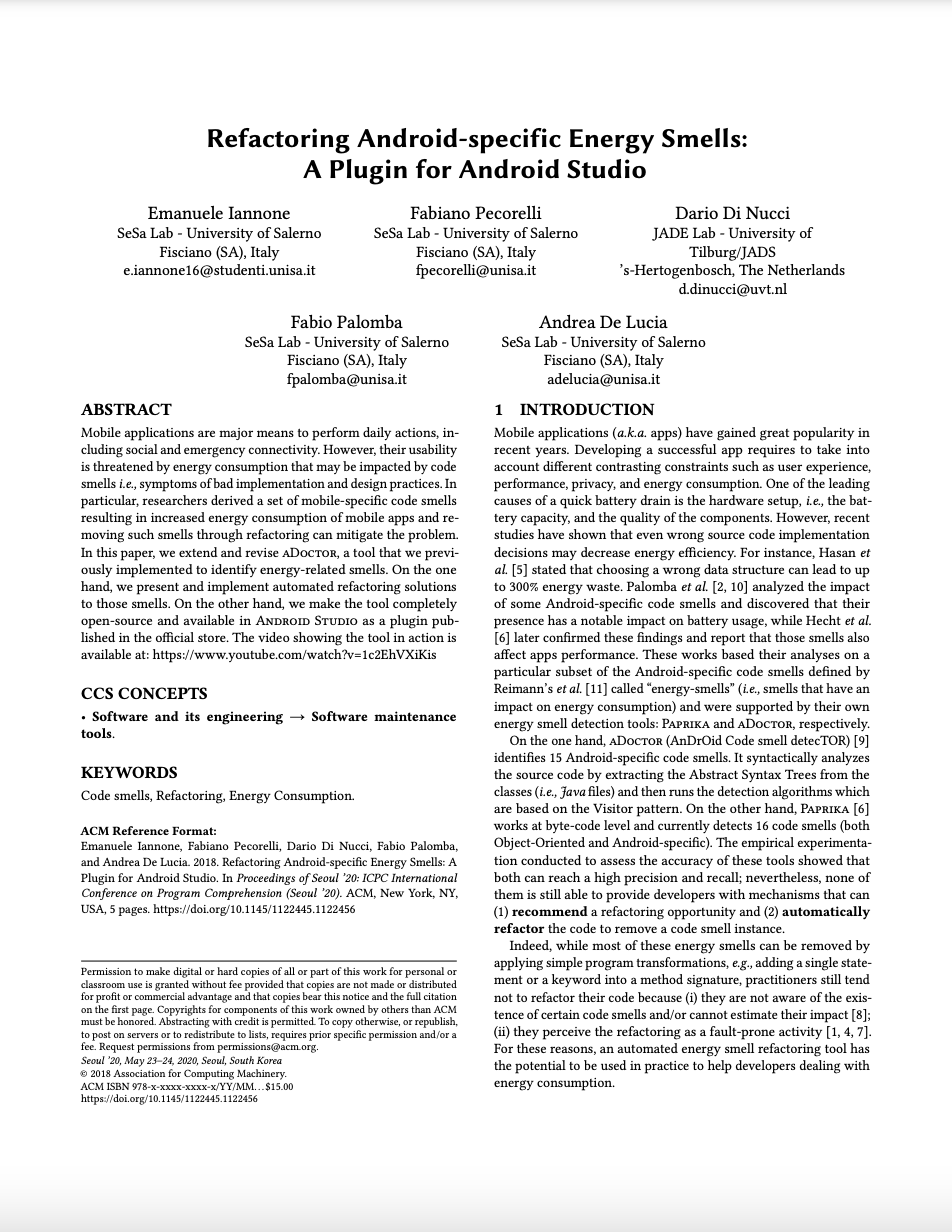 Refactoring Android-specific Energy Smells:
A Plugin for Android Studio
Emanuele Iannone
SeSa Lab - University of Salerno
Fisciano (SA), Italy
e.iannone16@studenti.unisa.it
Fabiano Pecorelli
SeSa Lab - University of Salerno
Fisciano (SA), Italy
fpecorelli@unisa.it
Dario Di Nucci
JADE Lab - University of
Tilburg/JADS
's-Hertogenbosch, The Netherlands
d.dinucci@uvt.nl
Fabio Palomba
SeSa Lab - University of Salerno
Fisciano (SA), Italy
fpalomba@unisa.it
Andrea De Lucia
SeSa Lab - University of Salerno
Fisciano (SA), Italy
adelucia@unisa.it
ABSTRACT
Mobile applications are major means to perform daily actions, in-
cluding social and emergency connectivity. However, their usability
is threatened by energy consumption that may be impacted by code
smells i.e., symptoms of bad implementation and design practices. In
particular, researchers derived a set of mobile-specific code smells
resulting in increased energy consumption of mobile apps and re-
moving such smells through refactoring can mitigate the problem.
In this paper, we extend and revise aDoctor, a tool that we previ-
ously implemented to identify energy-related smells. On the one
hand, we present and implement automated refactoring solutions
to those smells. On the other hand, we make the tool completely
open-source and available in Android Studio as a plugin pub-
lished in the official store. The video showing the tool in action is
available at: https://www.youtube.com/watch?v=1c2EhVXiKis
CCS CONCEPTS
• Software and its engineering → Software maintenance
tools.
KEYWORDS
Code smells, Refactoring, Energy Consumption.
ACM Reference Format:
Emanuele Iannone, Fabiano Pecorelli, Dario Di Nucci, Fabio Palomba,
and Andrea De Lucia. 2018. Refactoring Android-specific Energy Smells: A
Plugin for Android Studio. In Proceedings of Seoul '20: ICPC International
Conference on Program Comprehension (Seoul '20). ACM, New York, NY,
USA, 5 pages. https://doi.org/10.1145/1122445.1122456
Permission to make digital or hard copies of all or part of this work for personal or
classroom use is granted without fee provided that copies are not made or distributed
for profit or commercial advantage and that copies bear this notice and the full citation
on the first page. Copyrights for components of this work owned by others than ACM
must be honored. Abstracting with credit is permitted. To copy otherwise, or republish,
to post on servers or to redistribute to lists, requires prior specific permission and/or a
fee. Request permissions from permissions@acm.org.
Seoul '20, May 23–24, 2020, Seoul, South Korea
© 2018 Association for Computing Machinery.
ACM ISBN 978-x-xxxx-xxxx-x/YY/MM...$15.00
https://doi.org/10.1145/1122445.1122456
1 INTRODUCTION
Mobile applications (a.k.a. apps) have gained great popularity in
recent years. Developing a successful app requires to take into
account different contrasting constraints such as user experience,
performance, privacy, and energy consumption. One of the leading
causes of a quick battery drain is the hardware setup, i.e., the bat-
tery capacity, and the quality of the components. However, recent
studies have shown that even wrong source code implementation
decisions may decrease energy efficiency. For instance, Hasan et
al. [5] stated that choosing a wrong data structure can lead to up
to 300% energy waste. Palomba et al. [2, 10] analyzed the impact
of some Android-specific code smells and discovered that their
presence has a notable impact on battery usage, while Hecht et al.
[6] later confirmed these findings and report that those smells also
affect apps performance. These works based their analyses on a
particular subset of the Android-specific code smells defined by
Reimann's et al. [11] called “energy-smells” (i.e., smells that have an
impact on energy consumption) and were supported by their own
energy smell detection tools: Paprika and aDoctor, respectively.
On the one hand, aDoctor (AnDrOid Code smell detecTOR) [9]
identifies 15 Android-specific code smells. It syntactically analyzes
the source code by extracting the Abstract Syntax Trees from the
classes (i.e., Java files) and then runs the detection algorithms which
are based on the Visitor pattern. On the other hand, Paprika [6]
works at byte-code level and currently detects 16 code smells (both
Object-Oriented and Android-specific). The empirical experimenta-
tion conducted to assess the accuracy of these tools showed that
both can reach a high precision and recall; nevertheless, none of
them is still able to provide developers with mechanisms that can
(1) recommend a refactoring opportunity and (2) automatically
refactor the code to remove a code smell instance.
Indeed, while most of these energy smells can be removed by
applying simple program transformations, e.g., adding a single state-
ment or a keyword into a method signature, practitioners still tend
not to refactor their code because (i) they are not aware of the exis-
tence of certain code smells and/or cannot estimate their impact [8];
(ii) they perceive the refactoring as a fault-prone activity [1, 4, 7].
For these reasons, an automated energy smell refactoring tool has
the potential to be used in practice to help developers dealing with
energy consumption.